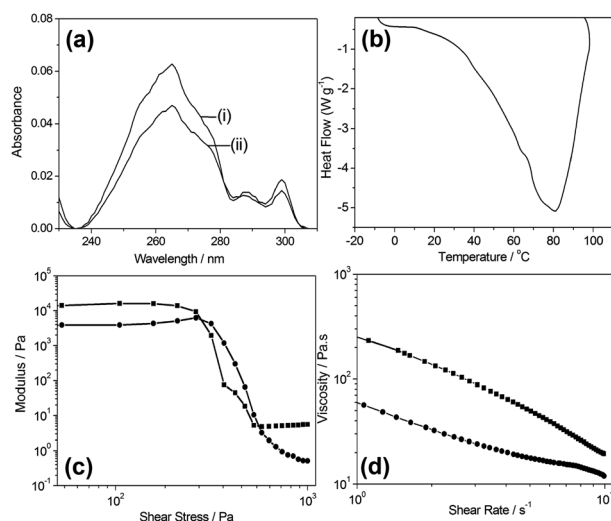 (a)
(i)
(ii)
0.08
0.06
0.04
0.02
0.00
Absorbance
240
260
280
300
Wavelength / nm
(b)
-1
-2
-3
-4
-5
Heat Flow (W g⁻¹)
-20
0
20
40
60
80
100
Temperature / °C
(c)
10⁵
10⁴
10³
10²
10¹
10⁰
10⁻¹
Modulus / Pa
10²
10³
Shear Stress / Pa
(d)
10³
10²
10¹
Viscosity / Pa.s
10⁰
10¹
Shear Rate / s⁻¹